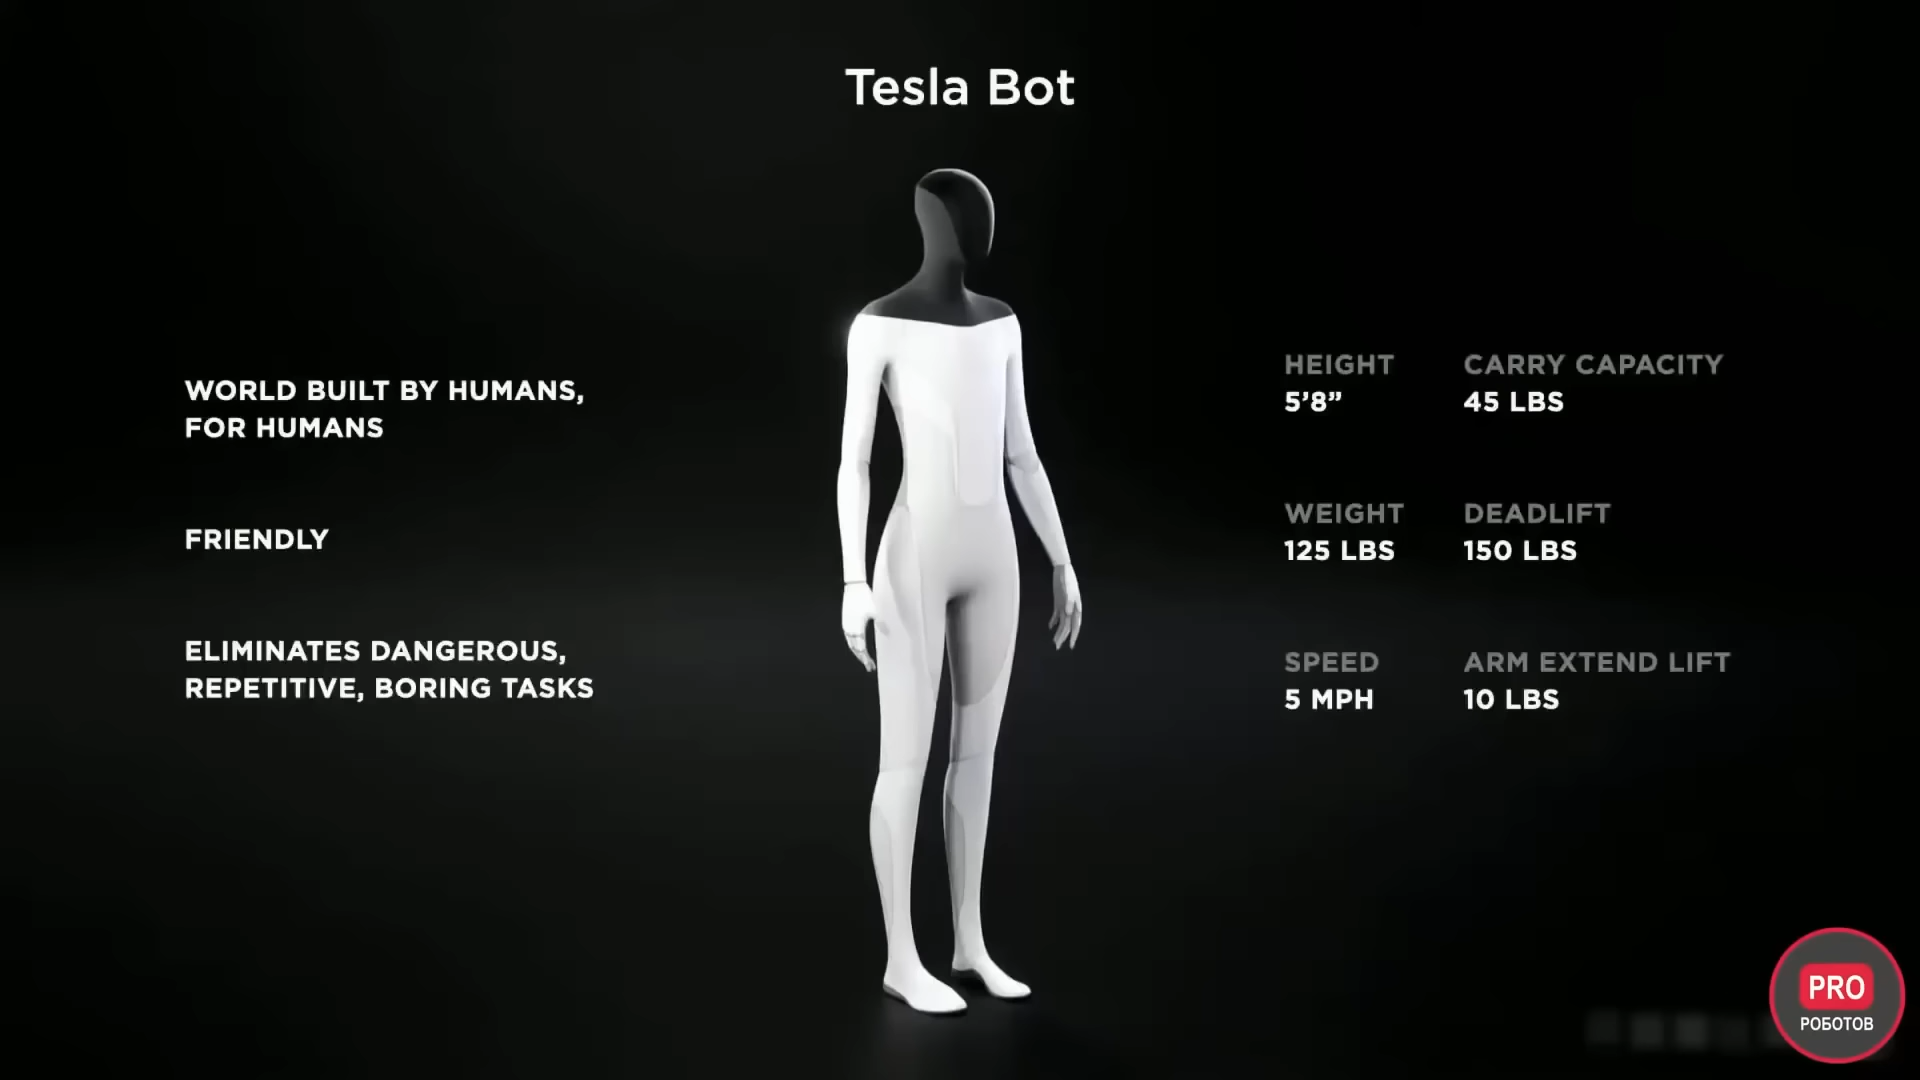 Tesla Bot
WORLD BUILT BY HUMANS,
FOR HUMANS
FRIENDLY
ELIMINATES DANGEROUS,
REPETITIVE, BORING TASKS
HEIGHT
5’8”
CARRY CAPACITY
45 LBS
WEIGHT
125 LBS
DEADLIFT
150 LBS
SPEED
5 MPH
ARM EXTEND LIFT
10 LBS
PRO
РОБОТОВ